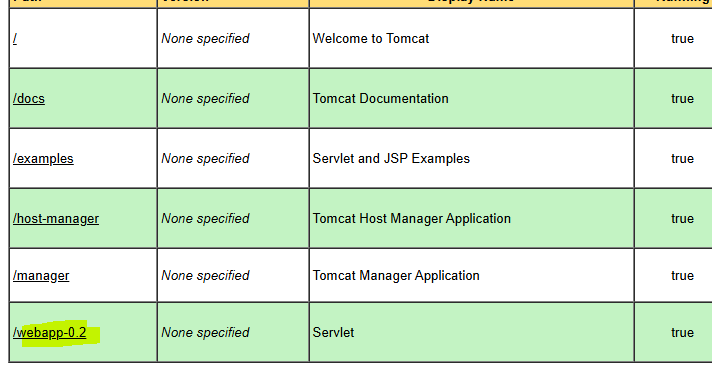 Path Version Display Name Running
/ None specified Welcome to Tomcat true
/docs None specified Tomcat Documentation true
/examples None specified Servlet and JSP Examples true
/host-manager None specified Tomcat Host Manager Application true
/manager None specified Tomcat Manager Application true
/webapp-0.2 None specified Servlet true